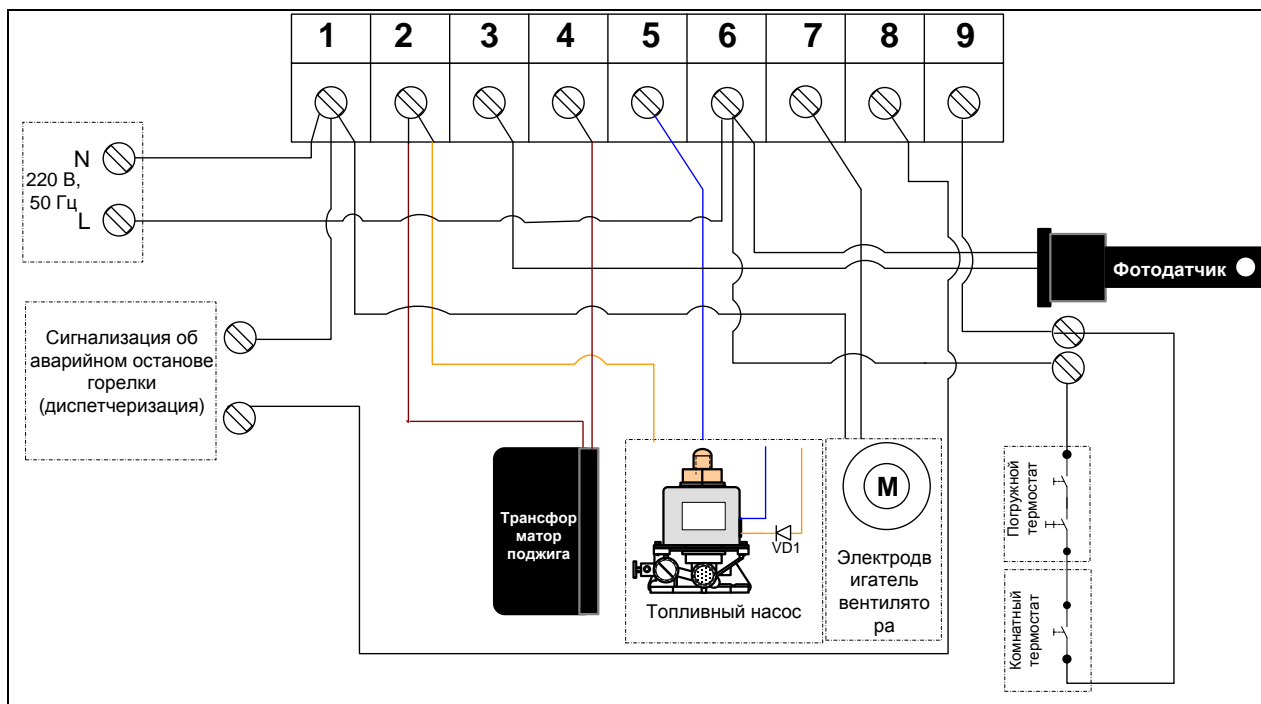 1 2 3 4 5 6 7 8 9
N
220 В,
50 Гц
L
Фотодатчик
Сигнализация об
аварийном останове
горелки
(диспетчеризация)
Трансфор
матор
поджига
VD1
Топливный насос
М
Электродв
игатель
вентилято
ра
Погружной
термостат
Комнатный
термостат